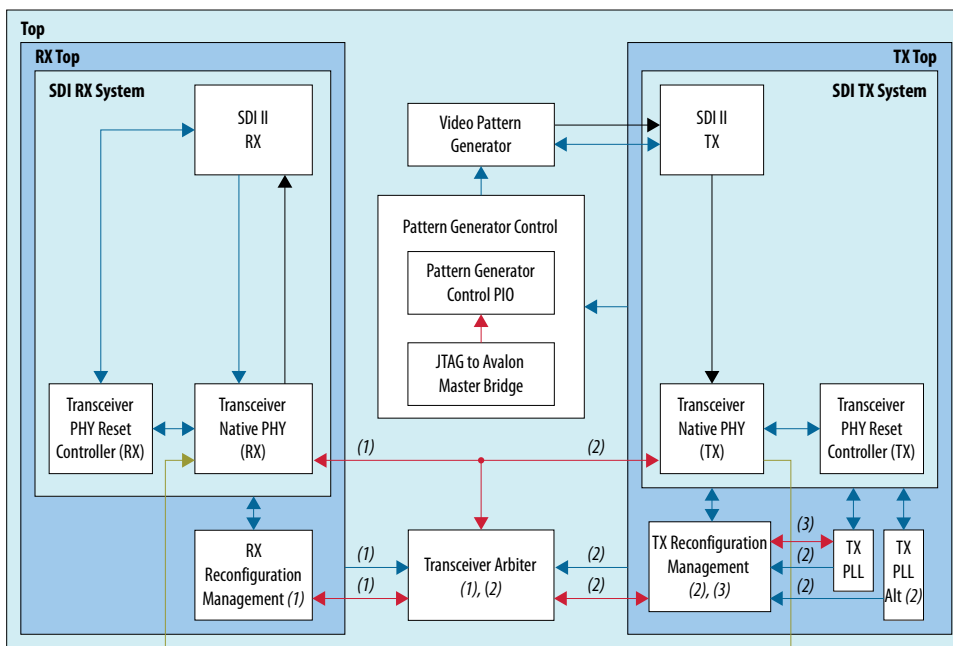 Top
RX Top
SDI RX System
SDI II
RX
Video Pattern
Generator
TX Top
SDI TX System
SDI II
TX
Pattern Generator Control
Pattern Generator
Control PIO
JTAG to Avalon
Master Bridge
Transceiver
PHY Reset
Controller (RX)
Transceiver
Native PHY
(RX)
(1)
(2)
Transceiver
Native PHY
(TX)
Transceiver
PHY Reset
Controller (TX)
RX
Reconfiguration
Management (1)
(1)
(1)
Transceiver Arbiter
(1), (2)
(2)
(2)
TX Reconfiguration
Management
(2), (3)
(3)
(2)
(2)
TX
PLL
TX
PLL
Alt (2)